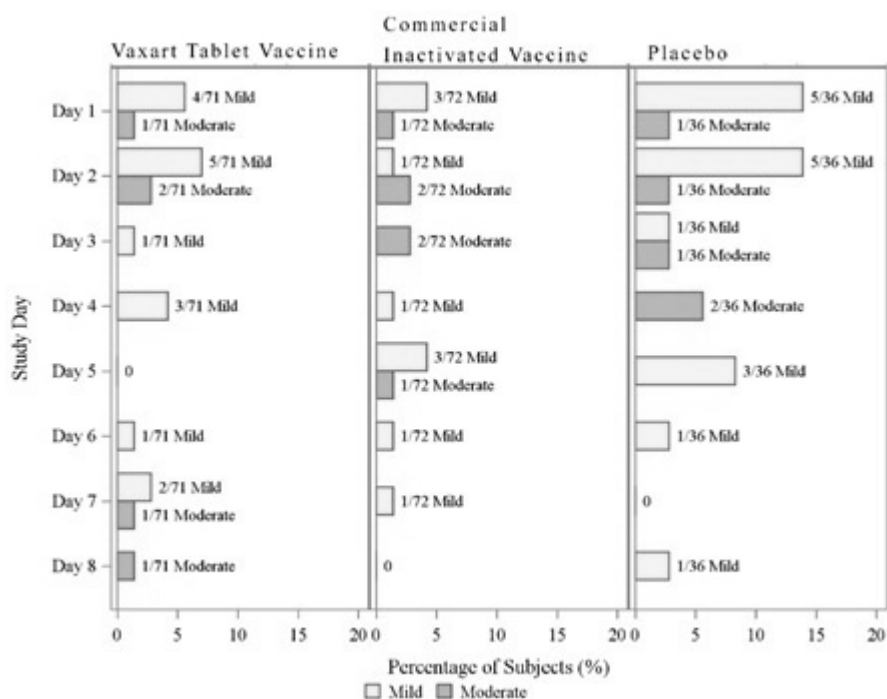 Vaxart Tablet Vaccine
Commercial
Inactivated Vaccine
Placebo
Study Day
Day 1
4/71 Mild
1/71 Moderate
3/72 Mild
1/72 Moderate
5/36 Mild
1/36 Moderate
Day 2
5/71 Mild
2/71 Moderate
1/72 Mild
2/72 Moderate
5/36 Mild
1/36 Moderate
Day 3
1/71 Mild
2/72 Moderate
1/36 Mild
1/36 Moderate
Day 4
3/71 Mild
1/72 Mild
2/36 Moderate
Day 5
0
3/72 Mild
1/72 Moderate
3/36 Mild
Day 6
1/71 Mild
1/72 Mild
1/36 Mild
Day 7
2/71 Mild
1/71 Moderate
1/72 Mild
0
Day 8
1/71 Moderate
0
1/36 Mild
0 5 10 15 20
0 5 10 15 20
0 5 10 15 20
Percentage of Subjects (%)
Mild Moderate